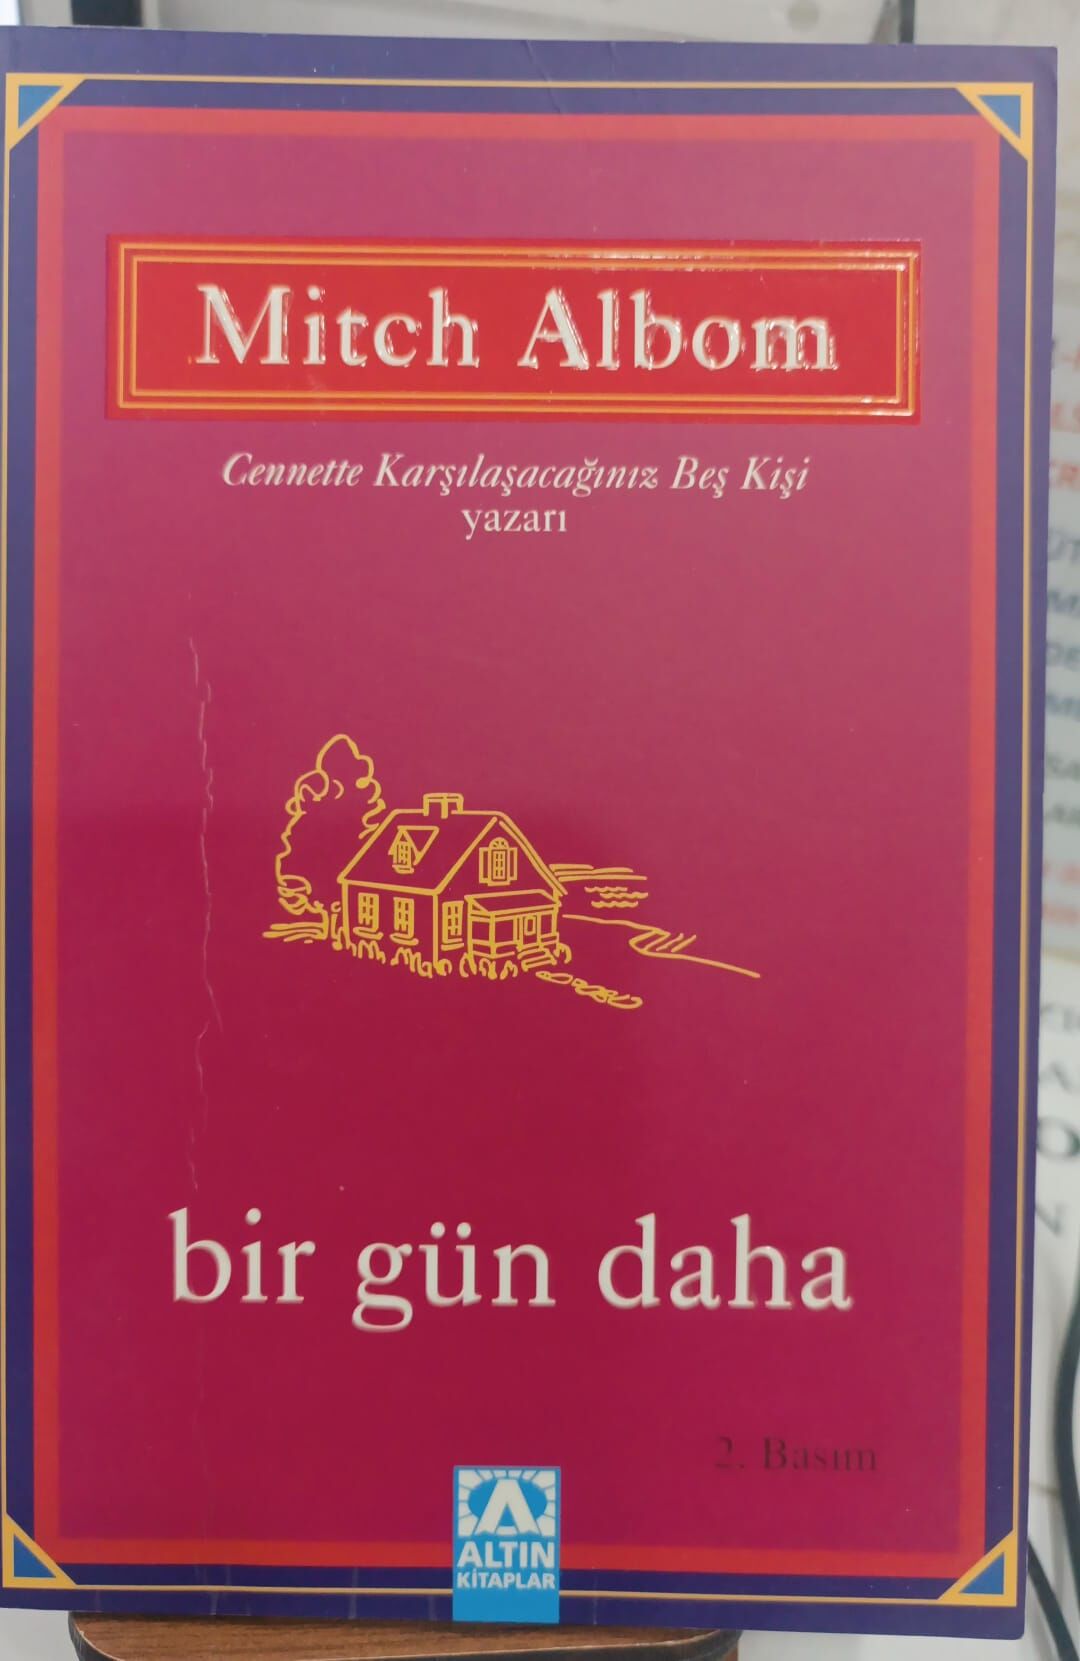 Mitch Albom
Cennette Karşılaşacağınız Beş Kişi
yazarı
bir gün daha
2. Basım
A
ALTIN
KİTAPLAR